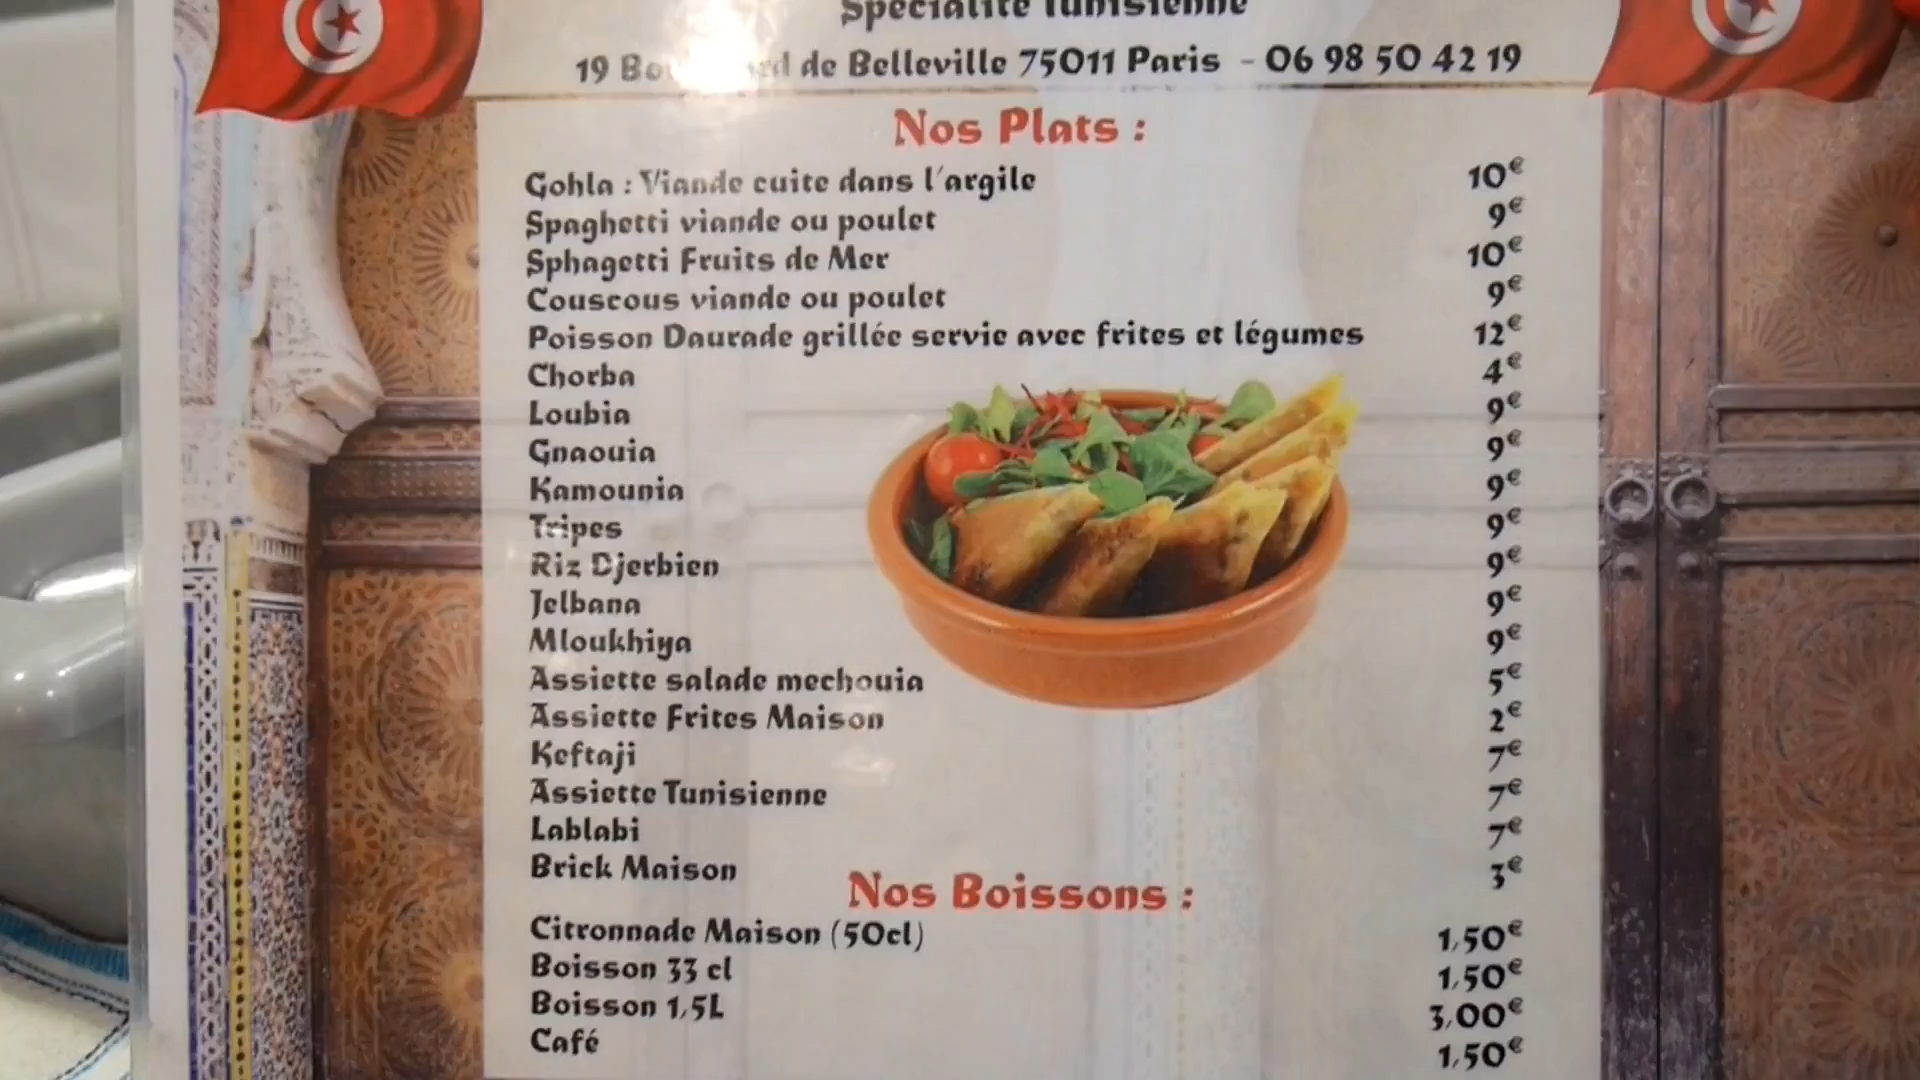 Spécialité Tunisienne
19 de Belleville 75011 Paris - 06 98 50 42 19
Nos Plats :
Gohla : Viande cuite dans l'argile 10€
Spaghetti viande ou poulet 9€
Sphagetti Fruits de Mer 10€
Couscous viande ou poulet 9€
Poisson Daurade grillée servie avec frites et légumes 12€
Chorba 4€
Loubia 9€
Gnaouia 9€
Kamounia 9€
Tripes 9€
Riz Djerbien 9€
Jelbana 9€
Mloukhiya 9€
Assiette salade mechouia 5€
Assiette Frites Maison 2€
Keftaji 7€
Assiette Tunisienne 7€
Lablabi 7€
Brick Maison 3€
Nos Boissons :
Citronnade Maison (50cl) 1,50€
Boisson 33 cl 1,50€
Boisson 1,5L 3,00€
Café 1,50€